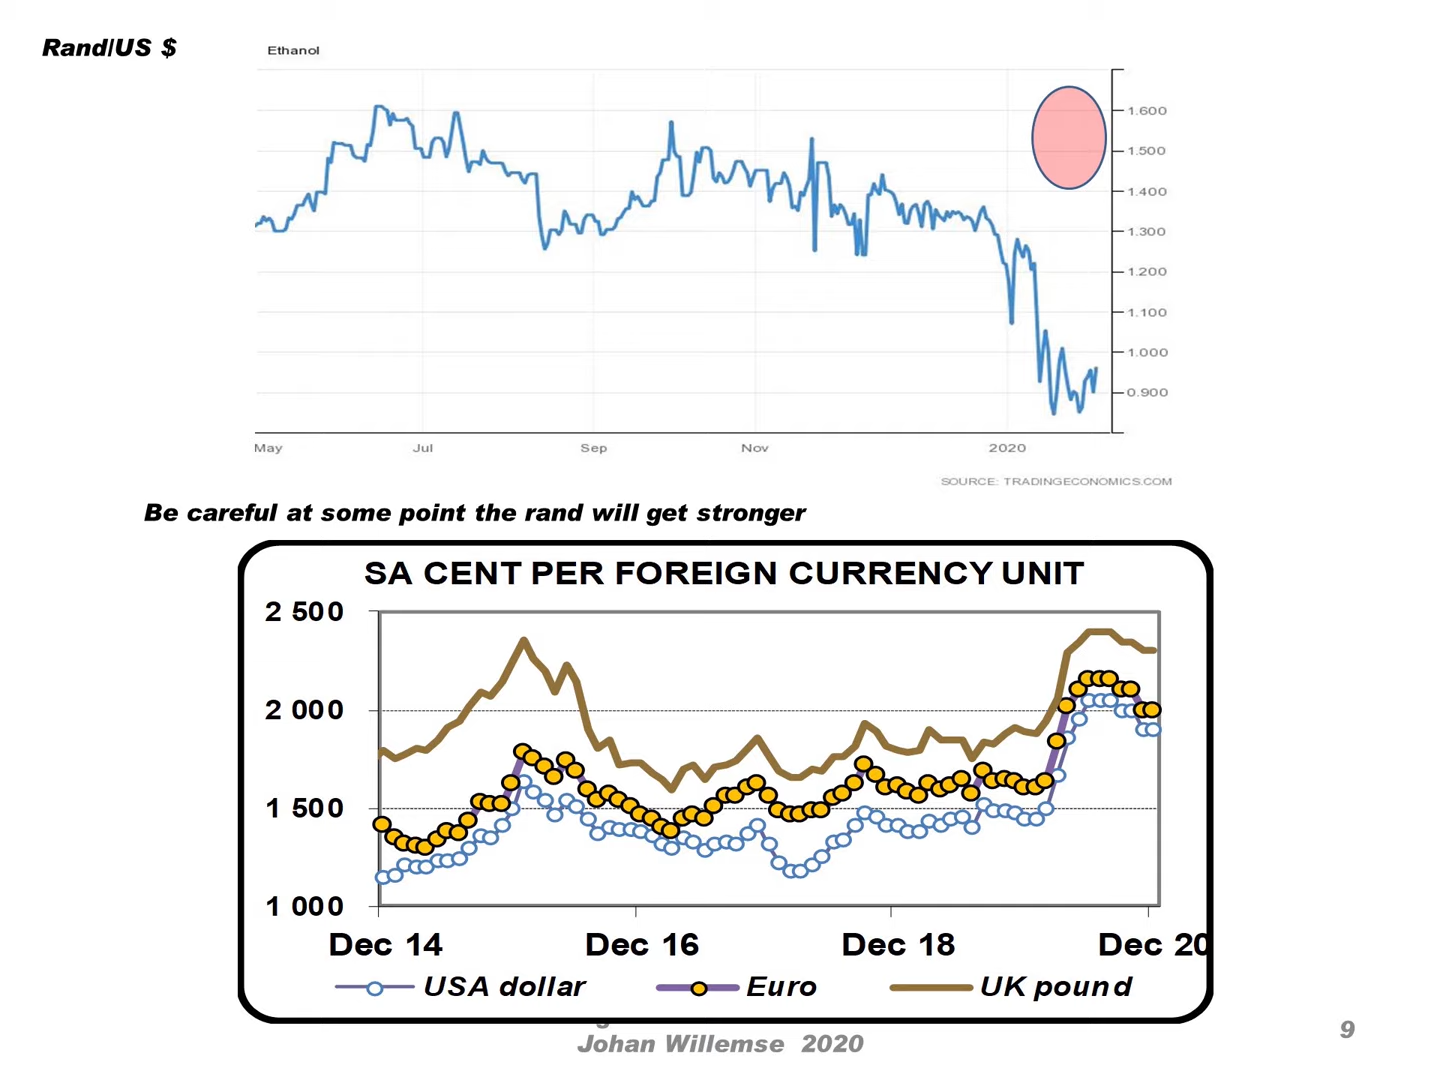 Rand/US $
Ethanol
1.600
1.500
1.400
1.300
1.200
1.100
1.000
0.900
May Jul Sep Nov 2020
SOURCE: TRADINGECONOMICS.COM
Be careful at some point the rand will get stronger
SA CENT PER FOREIGN CURRENCY UNIT
2 500
2 000
1 500
1 000
Dec 14 Dec 16 Dec 18 Dec 20
USA dollar Euro UK pound
Johan Willemse 2020
9